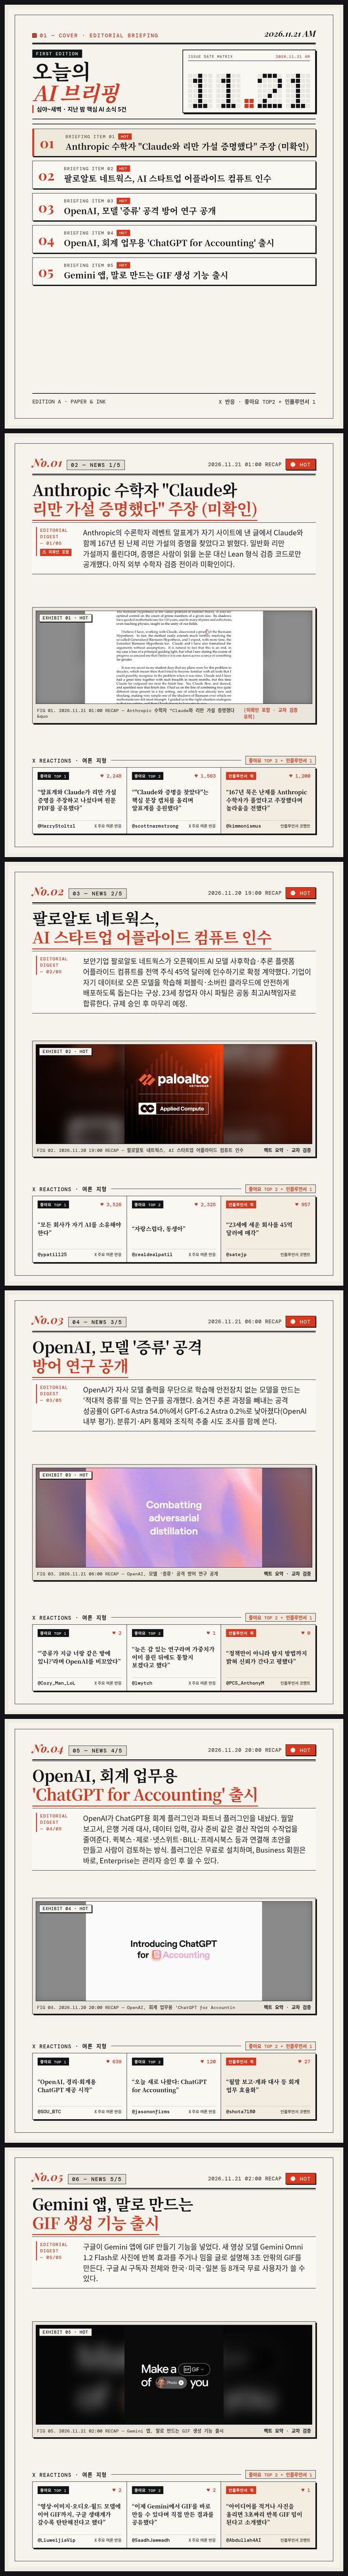 01 — COVER · EDITORIAL BRIEFING
2026.11.21 AM
FIRST EDITION
오늘의
AI 브리핑
심야~새벽 · 지난 밤 핵심 AI 소식 5건
ISSUE DATE MATRIX
2026.11.21 AM
11.21
01
BRIEFING ITEM 01 HOT
Anthropic 수학자 "Claude와 리만 가설 증명했다" 주장 (미확인)
02
BRIEFING ITEM 02 HOT
팔로알토 네트웍스, AI 스타트업 어플라이드 컴퓨트 인수
03
BRIEFING ITEM 03 HOT
OpenAI, 모델 '증류' 공격 방어 연구 공개
04
BRIEFING ITEM 04 HOT
OpenAI, 회계 업무용 'ChatGPT for Accounting' 출시
05
BRIEFING ITEM 05 HOT
Gemini 앱, 말로 만드는 GIF 생성 기능 출시
EDITION A · PAPER & INK
X 반응 · 좋아요 TOP2 + 인플루언서 1
No.01
02 — NEWS 1/5
2026.11.21 01:00 RECAP
HOT
Anthropic 수학자 "Claude와
리만 가설 증명했다" 주장 (미확인)
EDITORIAL
DIGEST
— 01/05
⚠ 미확인 포함
Anthropic의 수론학자 레벤트 알포게가 자기 사이트에 낸 글에서 Claude와
함께 167년 된 난제 리만 가설의 증명을 찾았다고 밝혔다. 일반화 리만
가설까지 풀린다며, 증명은 사람이 읽을 논문 대신 Lean 형식 검증 코드로만
공개했다. 아직 외부 수학자 검증 전이라 미확인이다.
EXHIBIT 01 · HOT
FIG 01. 2026.11.21 01:00 RECAP — Anthropic 수학자 "Claude와 리만 가설 증명했다
&quo
[미확인 포함 · 교차 검증
유의]
X REACTIONS · 여론 지형
좋아요 TOP 2 + 인플루언서 1
좋아요 TOP 1
♥ 2,248
"알포게와 Claude가 리만 가설
증명을 주장하고 나섰다며 원문
PDF를 공유했다"
@HarryStoltz1
X 주요 여론 반응
좋아요 TOP 2
♥ 1,563
""Claude와 증명을 찾았다"는
핵심 문장 캡처를 올리며
알포게를 응원했다"
@scottnarmstrong
X 주요 여론 반응
인플루언서 픽
♥ 1,200
"167년 묵은 난제를 Anthropic
수학자가 풀었다고 주장했다며
놀라움을 전했다"
@kimmonismus
인플루언서 코멘트
No.02
03 — NEWS 2/5
2026.11.20 19:00 RECAP
HOT
팔로알토 네트웍스,
AI 스타트업 어플라이드 컴퓨트 인수
EDITORIAL
DIGEST
— 02/05
보안기업 팔로알토 네트웍스가 오픈웨이트 AI 모델 사후학습·추론 플랫폼
어플라이드 컴퓨트를 전액 주식 45억 달러에 인수하기로 확정 계약했다. 기업이
자기 데이터로 오픈 모델을 학습해 퍼블릭·소버린 클라우드에 안전하게
배포하도록 돕는다는 구상. 23세 창업자 야시 파틸은 공동 최고AI책임자로
합류한다. 규제 승인 후 마무리 예정.
EXHIBIT 02 · HOT
paloalto
NETWORKS
Applied Compute
FIG 02. 2026.11.20 19:00 RECAP — 팔로알토 네트웍스, AI 스타트업 어플라이드 컴퓨트 인수
팩트 요약 · 교차 검증
X REACTIONS · 여론 지형
좋아요 TOP 2 + 인플루언서 1
좋아요 TOP 1
♥ 3,526
"모든 회사가 자기 AI를 소유해야
한다"
@ypatil125
X 주요 여론 반응
좋아요 TOP 2
♥ 2,325
"자랑스럽다, 동생아"
@realdealpatil
X 주요 여론 반응
인플루언서 픽
♥ 857
"23세에 세운 회사를 45억
달러에 매각"
@xatejp
인플루언서 코멘트
No.03
04 — NEWS 3/5
2026.11.21 06:00 RECAP
HOT
OpenAI, 모델 '증류' 공격
방어 연구 공개
EDITORIAL
DIGEST
— 03/05
OpenAI가 자사 모델 출력을 무단으로 학습해 안전장치 없는 모델을 만드는
'적대적 증류'를 막는 연구를 공개했다. 숨겨진 추론 과정을 빼내는 공격
성공률이 GPT-6 Astra 54.0%에서 GPT-6.2 Astra 0.2%로 낮아졌다(OpenAI
내부 평가). 분류기·API 통제와 조직적 추출 시도 조사를 함께 쓴다.
EXHIBIT 03 · HOT
Combatting
adversarial
distillation
FIG 03. 2026.11.21 06:00 RECAP — OpenAI, 모델 '증류' 공격 방어 연구 공개
팩트 요약 · 교차 검증
X REACTIONS · 여론 지형
좋아요 TOP 2 + 인플루언서 1
좋아요 TOP 1
♥ 2
"'증류가 지금 너랑 같은 방에
있니?'라며 OpenAI를 비꼬았다"
@Cozy_Man_LoL
X 주요 여론 반응
좋아요 TOP 2
♥ 1
"늦은 감 있는 연구라며 가중치가
이미 풀린 뒤에도 통할지
보겠다고 했다"
@lwytch
X 주요 여론 반응
인플루언서 픽
♥ 0
"정책만이 아니라 탐지 방법까지
밝혀 신뢰가 간다고 평했다"
@PCS_AnthonyM
인플루언서 코멘트
No.04
05 — NEWS 4/5
2026.11.20 20:00 RECAP
HOT
OpenAI, 회계 업무용
'ChatGPT for Accounting' 출시
EDITORIAL
DIGEST
— 04/05
OpenAI가 ChatGPT용 회계 플러그인과 파트너 플러그인을 내놨다. 월말
보고서, 은행 거래 대사, 데이터 입력, 감사 준비 같은 결산 작업의 수작업을
줄여준다. 퀵북스·제로·넷스위트·BILL·프레시북스 등과 연결해 초안을
만들고 사람이 검토하는 방식. 플러그인은 무료로 설치하며, Business 회원은
바로, Enterprise는 관리자 승인 후 쓸 수 있다.
EXHIBIT 04 · HOT
Introducing ChatGPT
for Accounting
FIG 04. 2026.11.20 20:00 RECAP — OpenAI, 회계 업무용 'ChatGPT for Accountin
팩트 요약 · 교차 검증
X REACTIONS · 여론 지형
좋아요 TOP 2 + 인플루언서 1
좋아요 TOP 1
♥ 639
"OpenAI, 경리·회계용
ChatGPT 제공 시작"
@SOU_BTC
X 주요 여론 반응
좋아요 TOP 2
♥ 120
"오늘 새로 나왔다: ChatGPT
for Accounting"
@jasononfirms
X 주요 여론 반응
인플루언서 픽
♥ 27
"월말 보고·계좌 대사 등 회계
업무 효율화"
@shota7180
인플루언서 코멘트
No.05
06 — NEWS 5/5
2026.11.21 02:00 RECAP
HOT
Gemini 앱, 말로 만드는
GIF 생성 기능 출시
EDITORIAL
DIGEST
— 05/05
구글이 Gemini 앱에 GIF 만들기 기능을 넣었다. 새 영상 모델 Gemini Omni
1.2 Flash로 사진에 반복 효과를 주거나 밈을 글로 설명해 3초 안팎의 GIF를
만든다. 구글 AI 구독자 전체와 한국·미국·일본 등 8개국 무료 사용자가 쓸 수
있다.
EXHIBIT 05 · HOT
Make a GIF
of Photo you
FIG 05. 2026.11.21 02:00 RECAP — Gemini 앱, 말로 만드는 GIF 생성 기능 출시
팩트 요약 · 교차 검증
X REACTIONS · 여론 지형
좋아요 TOP 2 + 인플루언서 1
좋아요 TOP 1
♥ 2
"영상·이미지·오디오·월드 모델에
이어 GIF까지, 구글 생태계가
갈수록 탄탄해진다고 했다"
@LiuweijiaVip
X 주요 여론 반응
좋아요 TOP 2
♥ 2
"이제 Gemini에서 GIF를 바로
만들 수 있다며 직접 만든 결과를
공유했다"
@SaadhJawwadh
X 주요 여론 반응
인플루언서 픽
♥ 1
"아이디어를 적거나 사진을
올리면 3초짜리 반복 GIF 밈이
된다고 소개했다"
@Abdullah4AI
인플루언서 코멘트